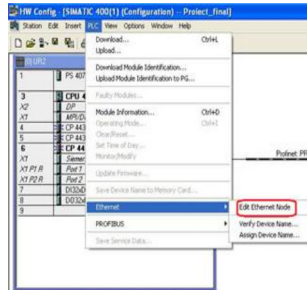 HW Config - [SIMATIC 400(1) (Configuration) -- Project_final]
Station Edit Insert PLC View Options Window Help
(0) UR2
1 PS 407
3 CPU 4
X2 DP
X1 MPI/D
4 CP 443
5 CP 443
6 CP 44
X1
X1 P1 R Port 1
X1 P2 R Port 2
7 DI32xD
8 DO32xD
9
Download... Ctrl+L
Upload...
Download Module Identification...
Upload Module Identification to PG...
Faulty Modules...
Module Information... Ctrl+D
Operating Mode... Ctrl+I
Clear/Reset...
Set Time of Day...
Monitor/Modify
Update Firmware...
Save Device Name to Memory Card...
Ethernet
PROFIBUS
Save Service Data...
Edit Ethernet Node
Verify Device Name...
Assign Device Name...
Profinet: PR